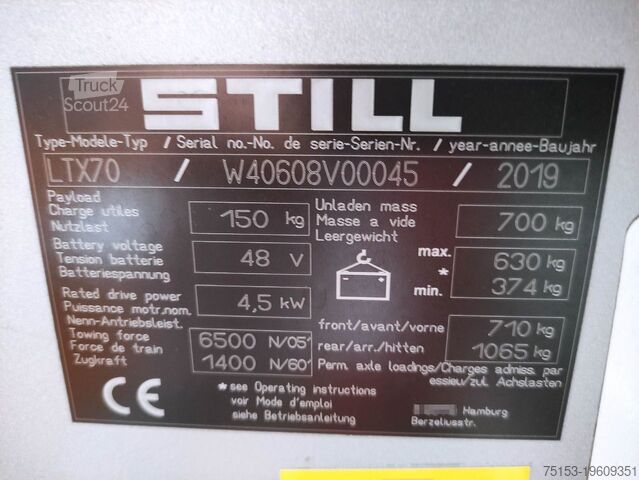 Truck
Scout24
STILL
Type-Modele-Typ / Serial no.-No. de serie-Serien-Nr. / year-annee-Baujahr
LTX70 / W40608V00045 / 2019
Payload
Charge utiles
Nutzlast
150 kg
Unladen mass
Masse a vide
Leergewicht
700 kg
Battery voltage
Tension batterie
Batteriespannung
48 V
max. 630 kg
*
min. 374 kg
Rated drive power
Puissance motr.nom.
Nenn-Antriebsleist.
4,5 kW
Towing force
Force de train
Zugkraft
6500 N/05'
1400 N/60'
front/avant/vorne 710 kg
rear/arr./hitten 1065 kg
Perm. axle loadings/Charges admiss. par
essieu/zul. Achslasten
CE
* see Operating instructions
voir Mode d'emploi
siehe Betriebsanleitung
Hamburg
Berzeliusstr.
75153-19609351